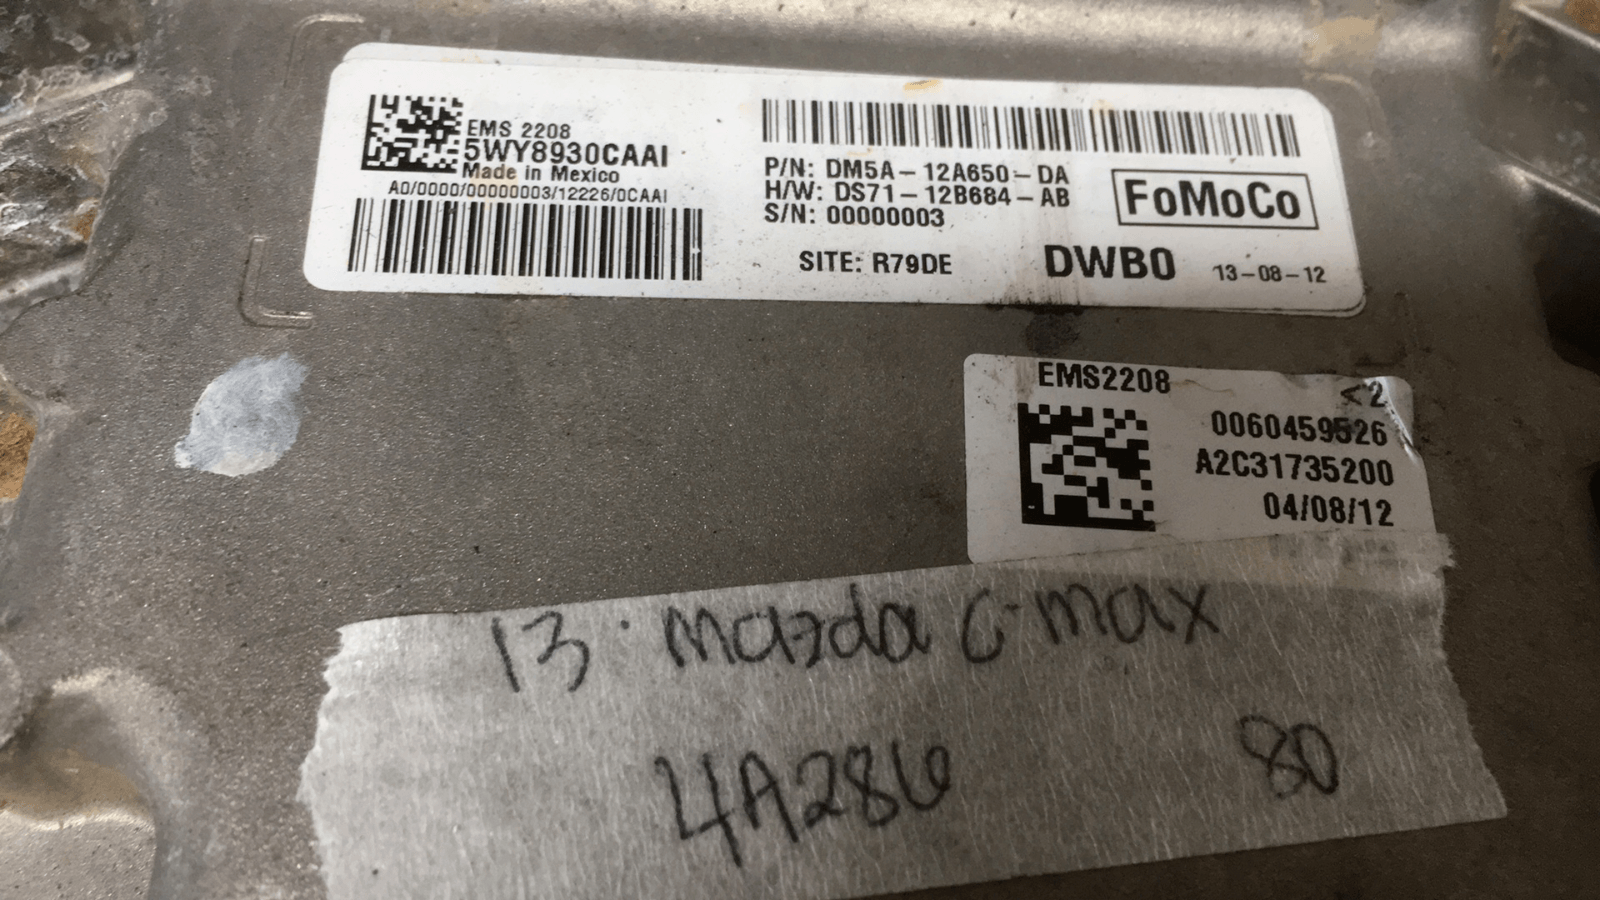 EMS 2208
5WY8930CAAI
Made in Mexico
A0/0000/00000003/12226/0CAAI
P/N: DM5A-12A650-DA
H/W: DS71-12B684-AB
S/N: 00000003
FoMoCo
SITE: R79DE
DWB0
13-08-12
EMS2208
<2
0060459526
A2C31735200
04/08/12
13. Mazda C-max
4A286
80